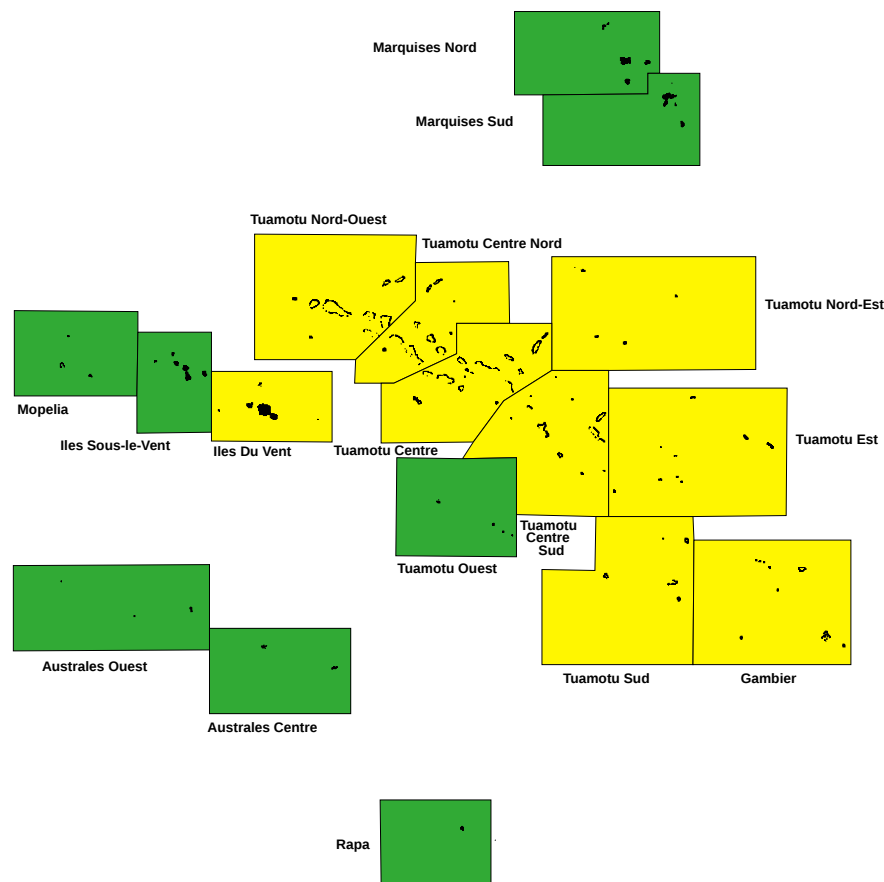 Marquises Nord
Marquises Sud
Tuamotu Nord-Ouest
Tuamotu Centre Nord
Tuamotu Nord-Est
Mopelia
Iles Sous-le-Vent
Iles Du Vent
Tuamotu Centre
Tuamotu Est
Tuamotu
Centre
Sud
Tuamotu Ouest
Australes Ouest
Tuamotu Sud
Gambier
Australes Centre
Rapa